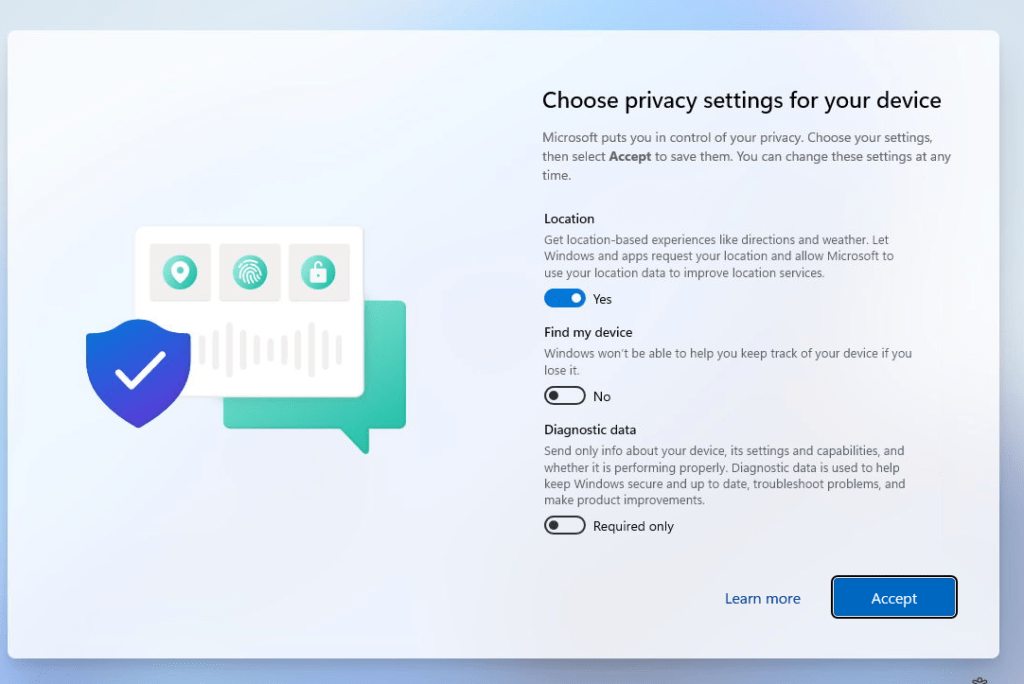 Choose privacy settings for your device
Microsoft puts you in control of your privacy. Choose your settings,
then select Accept to save them. You can change these settings at any
time.
Location
Get location-based experiences like directions and weather. Let
Windows and apps request your location and allow Microsoft to
use your location data to improve location services.
Yes
Find my device
Windows won't be able to help you keep track of your device if you
lose it.
No
Diagnostic data
Send only info about your device, its settings and capabilities, and
whether it is performing properly. Diagnostic data is used to help
keep Windows secure and up to date, troubleshoot problems, and
make product improvements.
Required only
Learn more
Accept